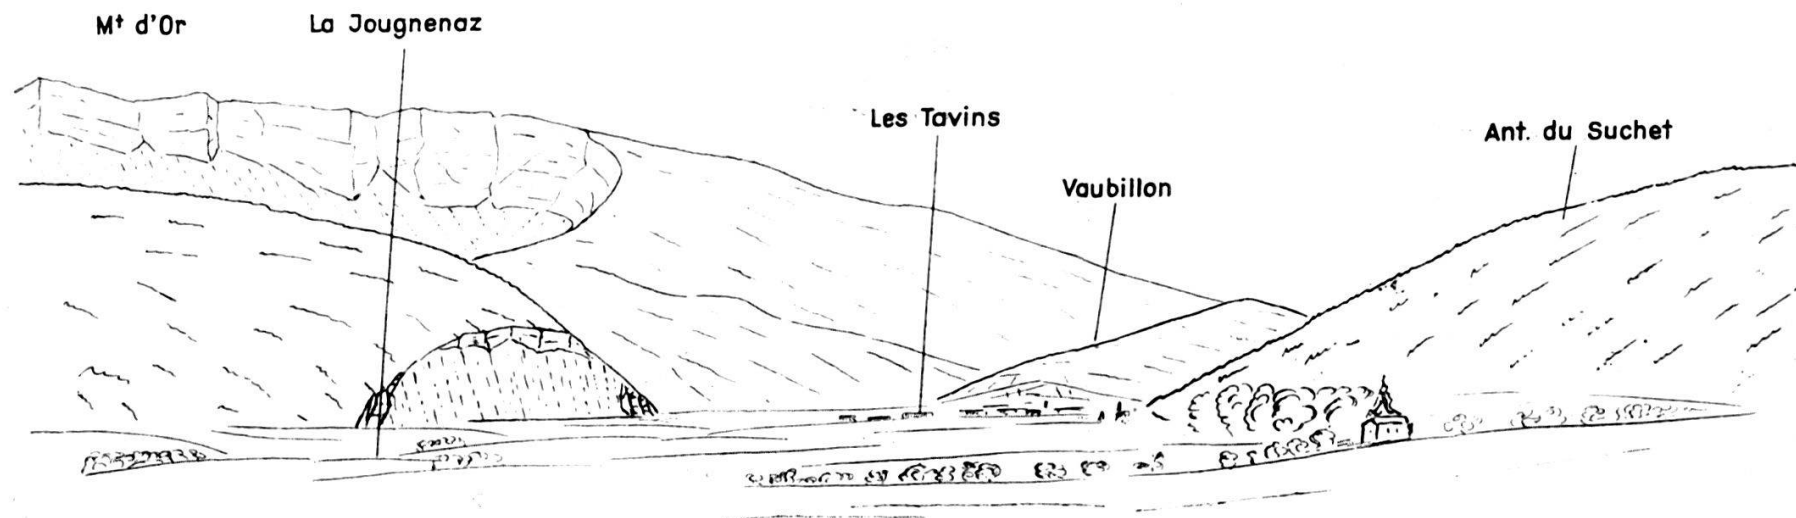 Mt d'Or
La Jougnenaz
Les Tavins
Vaubillon
Ant. du Suchet